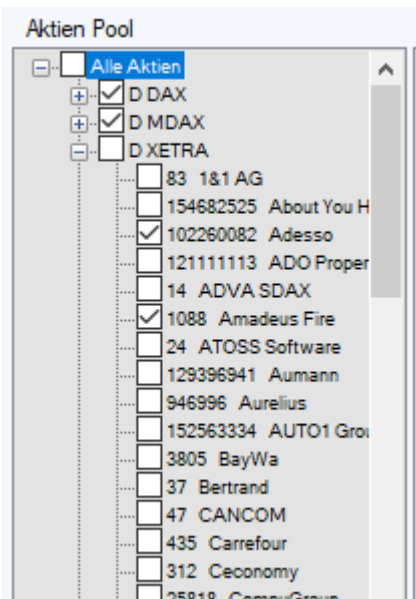 Aktien Pool
Alle Aktien
D DAX
D MDAX
D XETRA
83 1&1 AG
154682525 About You H
102260082 Adesso
121111113 ADO Proper
14 ADVA SDAX
1088 Amadeus Fire
24 ATOSS Software
129396941 Aumann
946996 Aurelius
152563334 AUTO1 Grou
3805 BayWa
37 Bertrand
47 CANCOM
435 Carrefour
312 Ceconomy
25818 CompuGroup